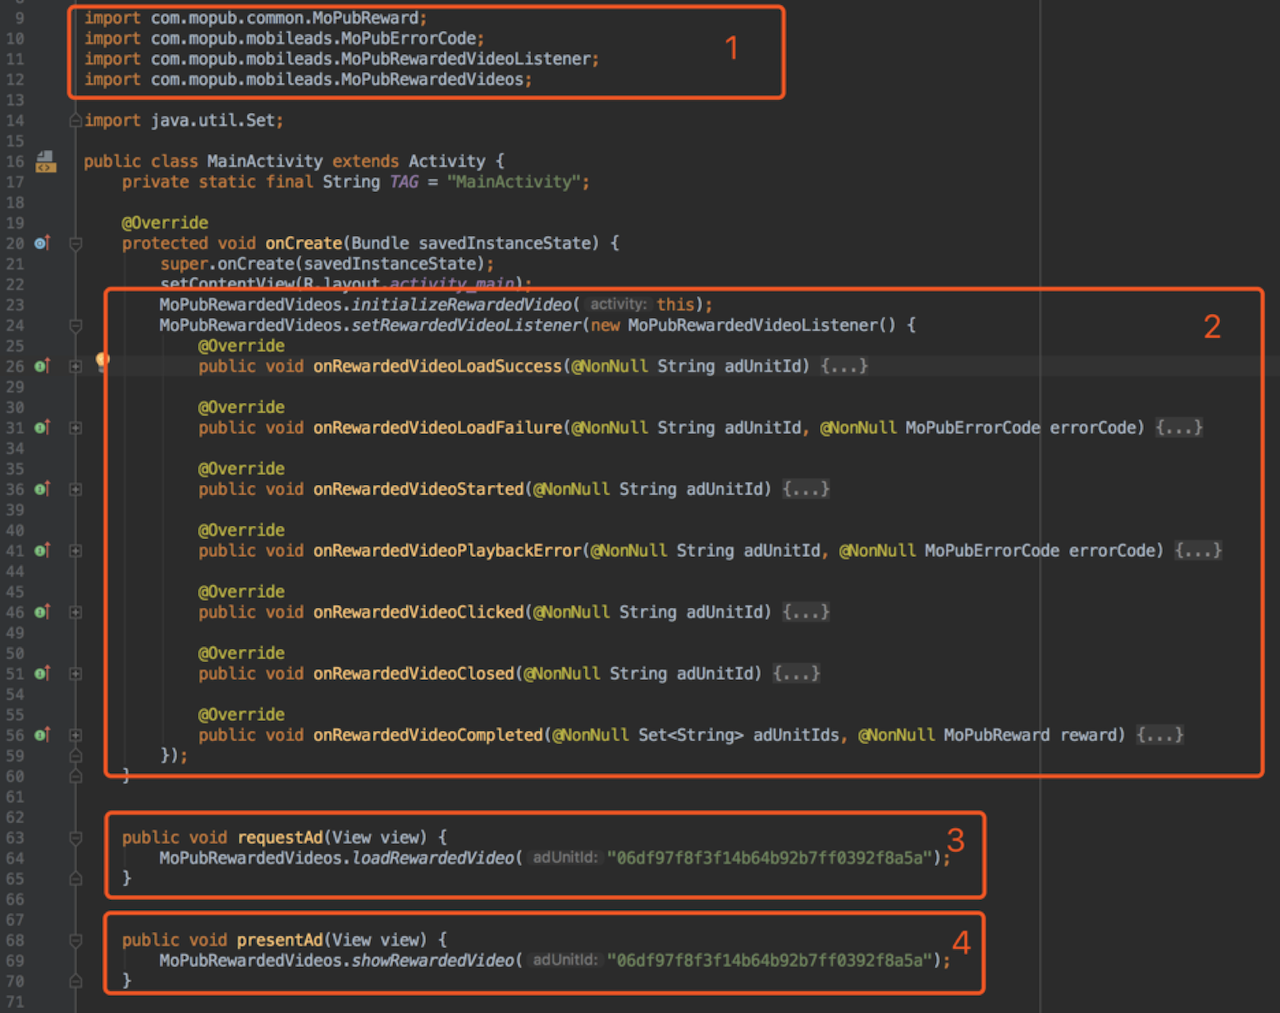 9 import com.mopub.common.MoPubReward;
10 import com.mopub.mobileads.MoPubErrorCode;
11 import com.mopub.mobileads.MoPubRewardedVideoListener;
12 import com.mopub.mobileads.MoPubRewardedVideos;
1
13
14 import java.util.Set;
15
16 public class MainActivity extends Activity {
17 private static final String TAG = "MainActivity";
18
19 @Override
20 protected void onCreate(Bundle savedInstanceState) {
21 super.onCreate(savedInstanceState);
22 setContentView(R.layout.activity_main);
23 MoPubRewardedVideos.initializeRewardedVideo( activity: this);
24 MoPubRewardedVideos.setRewardedVideoListener(new MoPubRewardedVideoListener() {
2
25 @Override
26 public void onRewardedVideoLoadSuccess(@NonNull String adUnitId) {...}
29
30 @Override
31 public void onRewardedVideoLoadFailure(@NonNull String adUnitId, @NonNull MoPubErrorCode errorCode) {...}
34
35 @Override
36 public void onRewardedVideoStarted(@NonNull String adUnitId) {...}
39
40 @Override
41 public void onRewardedVideoPlaybackError(@NonNull String adUnitId, @NonNull MoPubErrorCode errorCode) {...}
44
45 @Override
46 public void onRewardedVideoClicked(@NonNull String adUnitId) {...}
49
50 @Override
51 public void onRewardedVideoClosed(@NonNull String adUnitId) {...}
54
55 @Override
56 public void onRewardedVideoCompleted(@NonNull Set<String> adUnitIds, @NonNull MoPubReward reward) {...}
59 });
60 }
61
62
63 public void requestAd(View view) {
3
64 MoPubRewardedVideos.loadRewardedVideo( adUnitId: "06df97f8f3f14b64b92b7ff0392f8a5a");
65 }
66
67
68 public void presentAd(View view) {
4
69 MoPubRewardedVideos.showRewardedVideo( adUnitId: "06df97f8f3f14b64b92b7ff0392f8a5a");
70 }
71